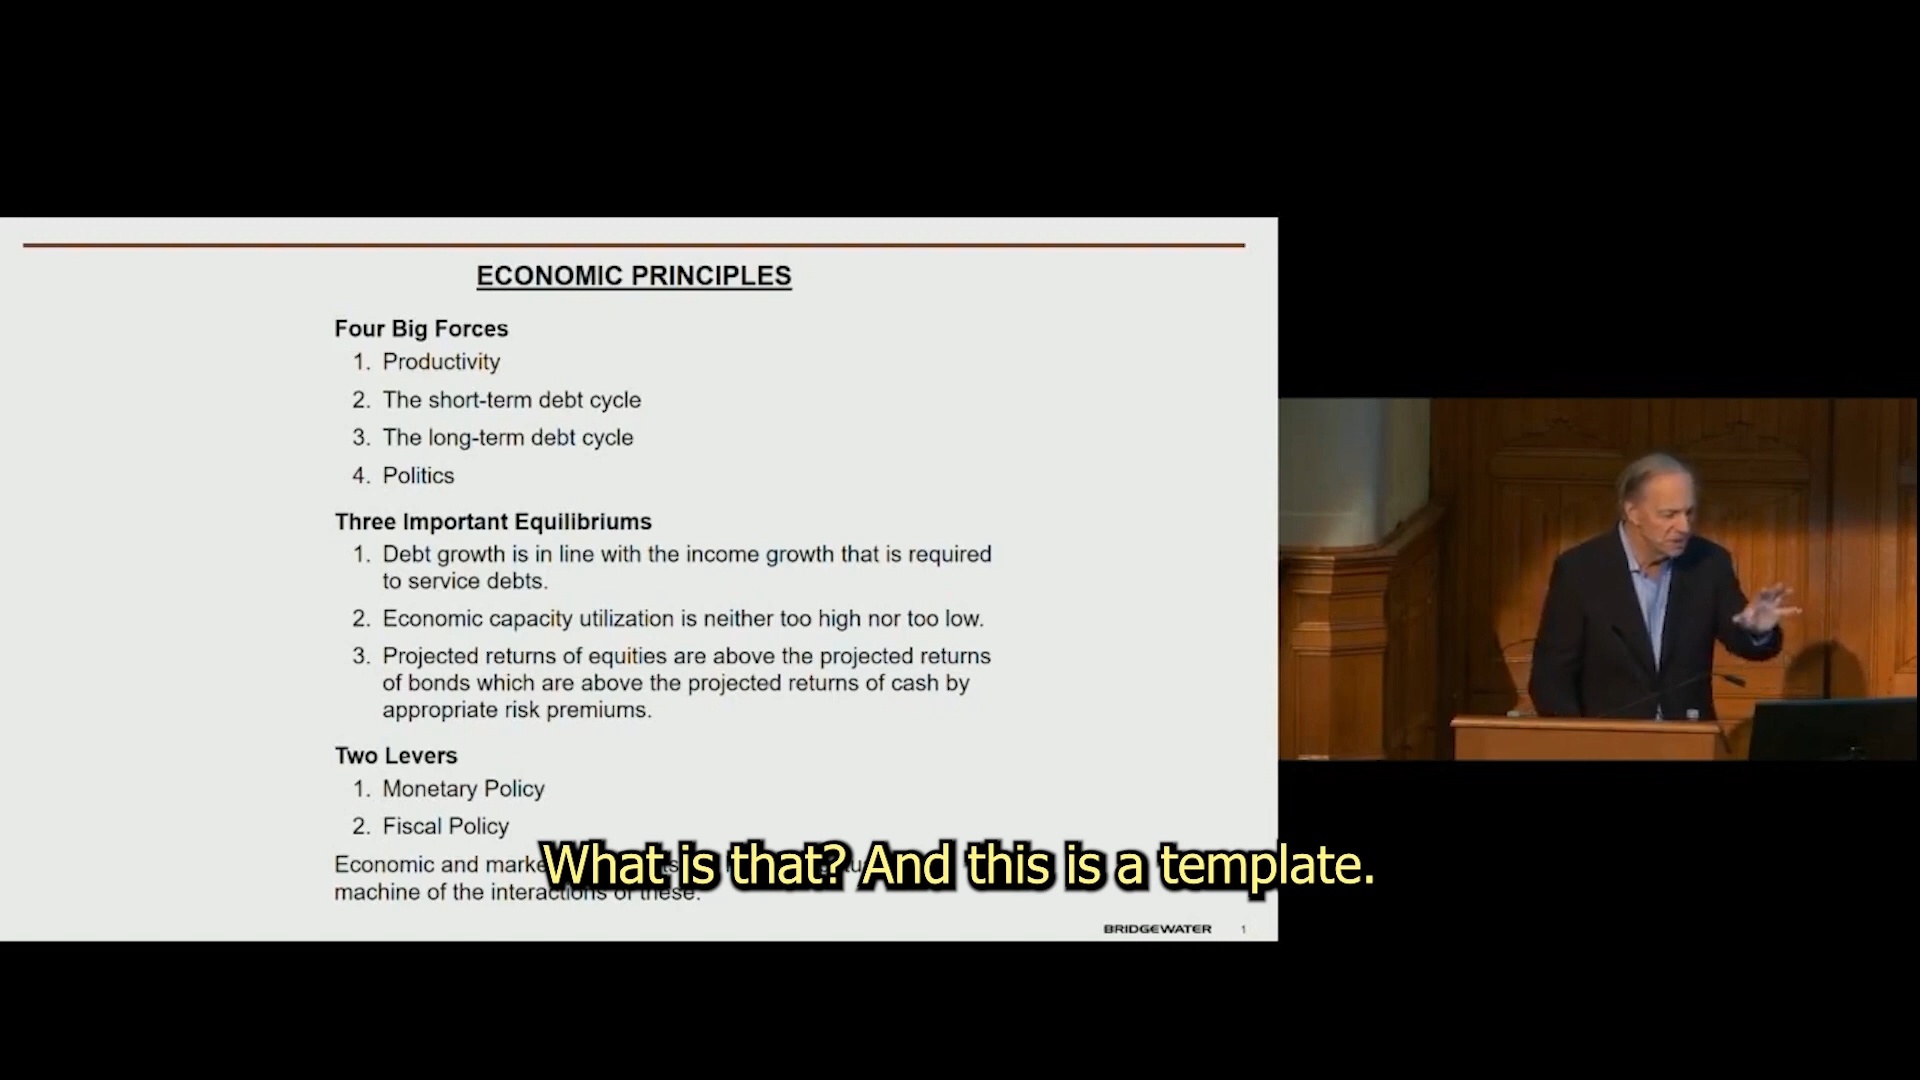 ECONOMIC PRINCIPLES
Four Big Forces
1. Productivity
2. The short-term debt cycle
3. The long-term debt cycle
4. Politics
Three Important Equilibriums
1. Debt growth is in line with the income growth that is required
to service debts.
2. Economic capacity utilization is neither too high nor too low.
3. Projected returns of equities are above the projected returns
of bonds which are above the projected returns of cash by
appropriate risk premiums.
Two Levers
1. Monetary Policy
2. Fiscal Policy
Economic and
machine of the interactions of these.
What is that? And this is a template.
BRIDGEWATER 1